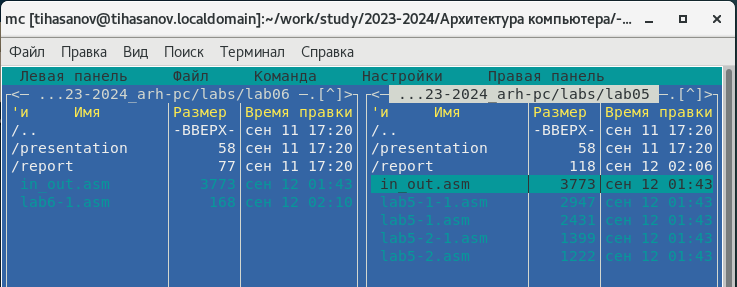 mc [tihasanov@tihasanov.localdomain]:~/work/study/2023-2024/Архитектура компьютера/-...
Файл Правка Вид Поиск Терминал Справка
Левая панель Файл Команда Настройки Правая панель
<— ...23-2024_arh-pc/labs/lab06 —.[^]>
'и Имя Размер Время правки
/.. -ВВЕРХ- сен 11 17:20
/presentation 58 сен 11 17:20
/report 77 сен 11 17:20
in_out.asm 3773 сен 12 01:43
lab6-1.asm 168 сен 12 02:10
<— ...23-2024_arh-pc/labs/lab05 —.[^]>
'и Имя Размер Время правки
/.. -ВВЕРХ- сен 11 17:20
/presentation 58 сен 11 17:20
/report 118 сен 12 02:06
in_out.asm 3773 сен 12 01:43
lab5-1-1.asm 2947 сен 12 01:43
lab5-1.asm 2431 сен 12 01:43
lab5-2-1.asm 1399 сен 12 01:43
lab5-2.asm 1222 сен 12 01:43